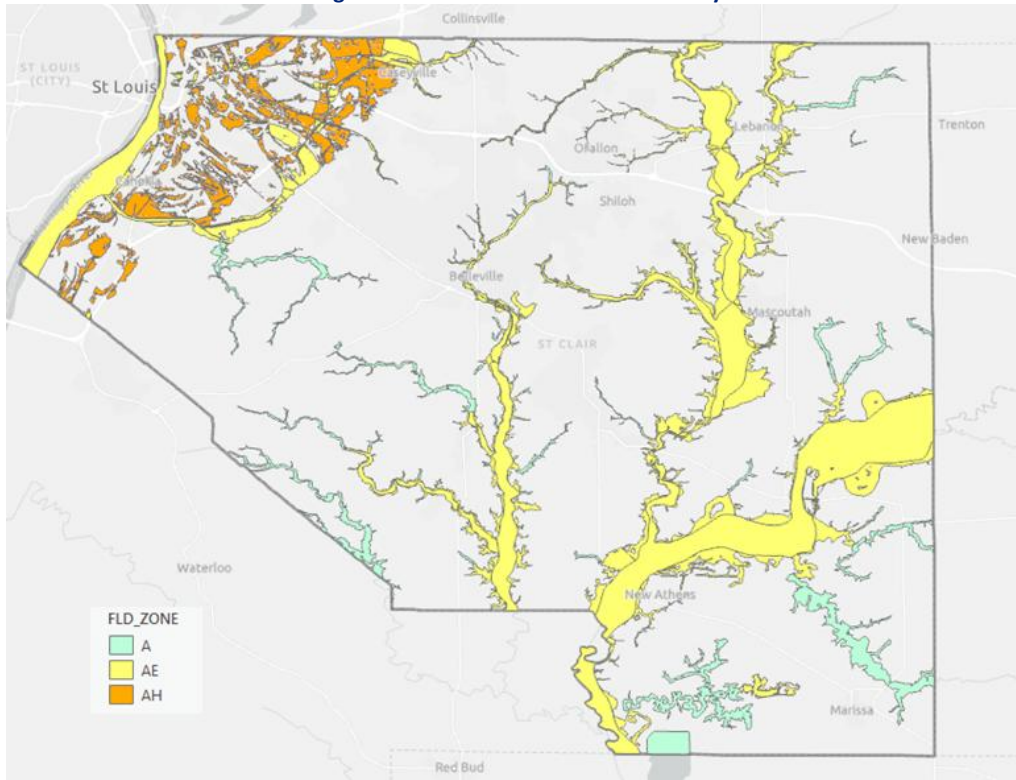 Collinsville
ST LOUIS
(CITY)
St Louis
Caseyville
Lebanon
Trenton
Ofallon
Cahokia
Shiloh
New Baden
Belleville
Mascoutah
ST CLAIR
Waterloo
New Athens
FLD_ZONE
A
AE
AH
Marissa
Red Bud